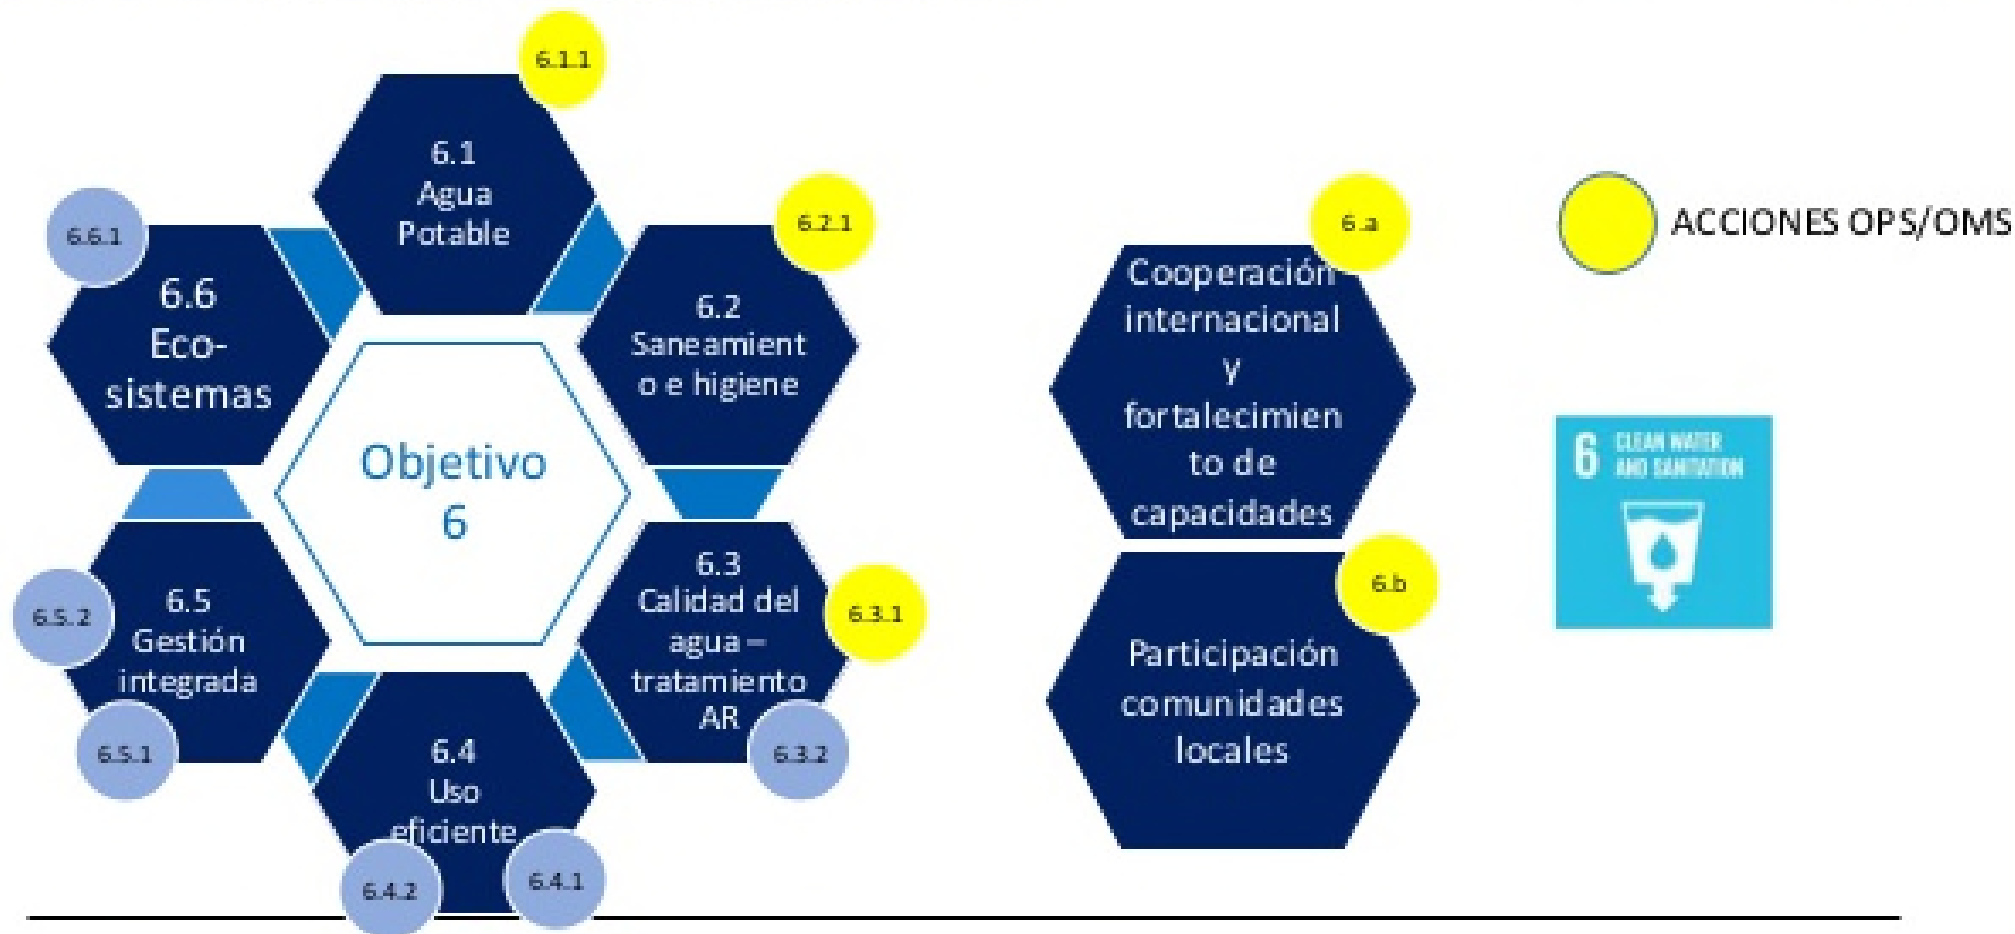 6.1.1
6.1
Agua
Potable
6.2.1
6.2
Saneamient
o e higiene
6.3.1
6.3
Calidad del
agua –
tratamiento
AR
6.3.2
6.4
Uso
eficiente
6.4.1
6.4.2
6.5.2
6.5
Gestión
integrada
6.5.1
6.6.1
6.6
Eco-
sistemas
Objetivo
6
6.a
Cooperación
internacional
y
fortalecimien
to de
capacidades
6.b
Participación
comunidades
locales
ACCIONES OPS/OMS
6 CLEAN WATER
AND SANITATION